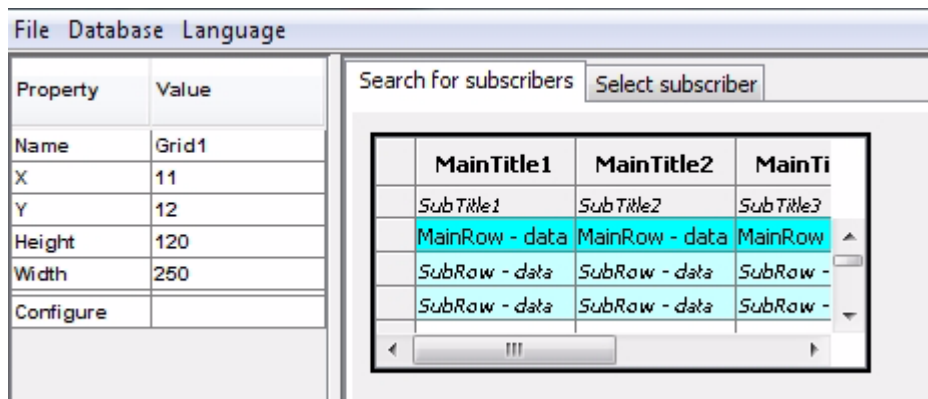 File Database Language
Property Value
Name Grid1
X 11
Y 12
Height 120
Width 250
Configure
Search for subscribers Select subscriber
MainTitle1 MainTitle2 MainTi
SubTitle1 SubTitle2 SubTitle3
MainRow - data MainRow - data MainRow
SubRow - data SubRow - data SubRow -
SubRow - data SubRow - data SubRow -